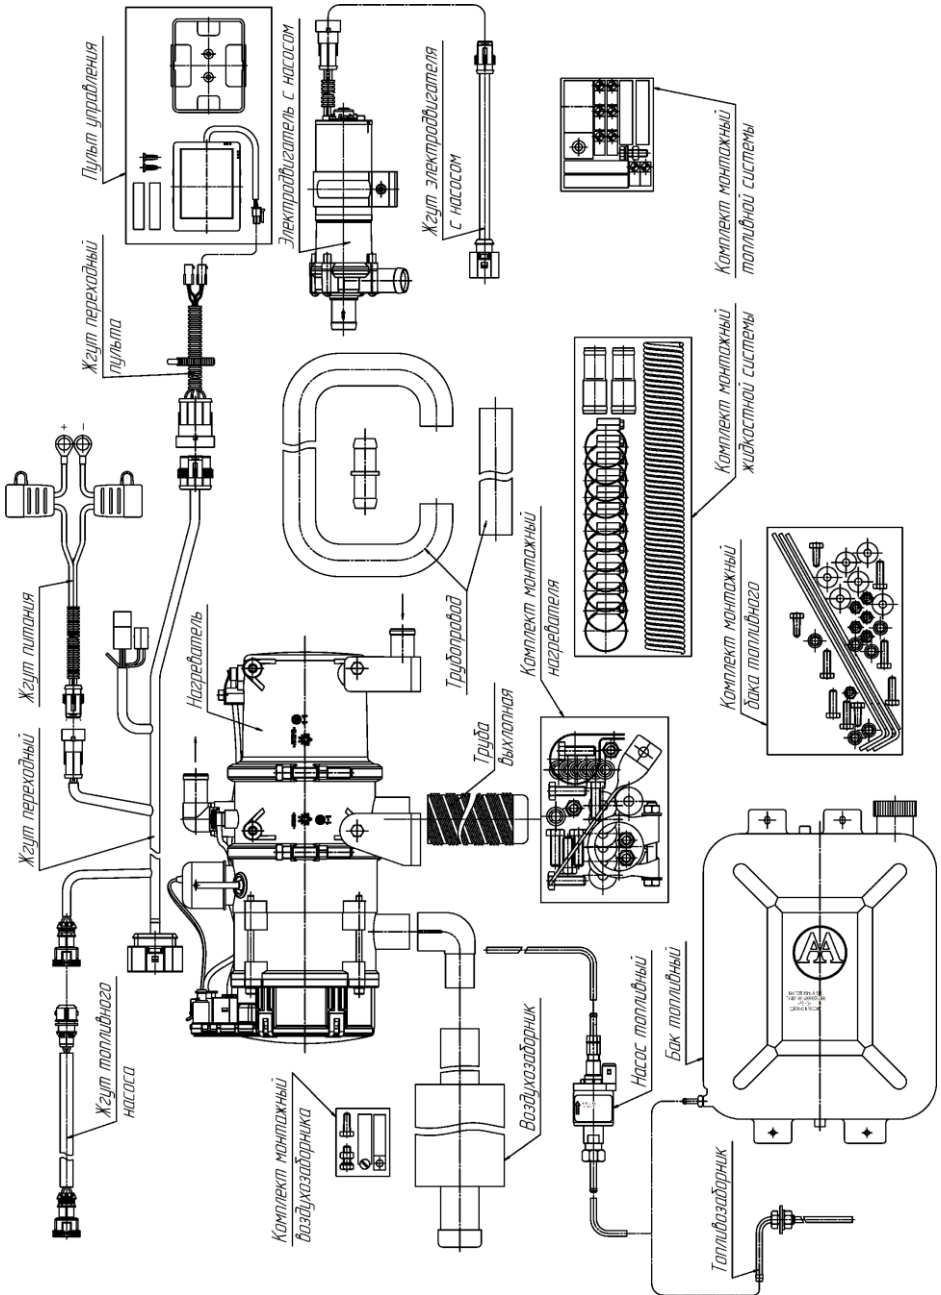 Жгут топливного
насоса
Жгут переходный
Жгут питания
+
–
Жгут переходный
пульта
Пульт управления
Комплект монтажный
воздухозаборника
Нагреватель
Электродвигатель с насосом
Воздухозаборник
Труба
выхлопная
Трубопровод
Жгут электродвигателя
с насосом
Насос топливный
Комплект монтажный
нагревателя
Топливозаборник
Бак топливный
Комплект монтажный
бака топливного
Комплект монтажный
жидкостной системы
Комплект монтажный
топливной системы